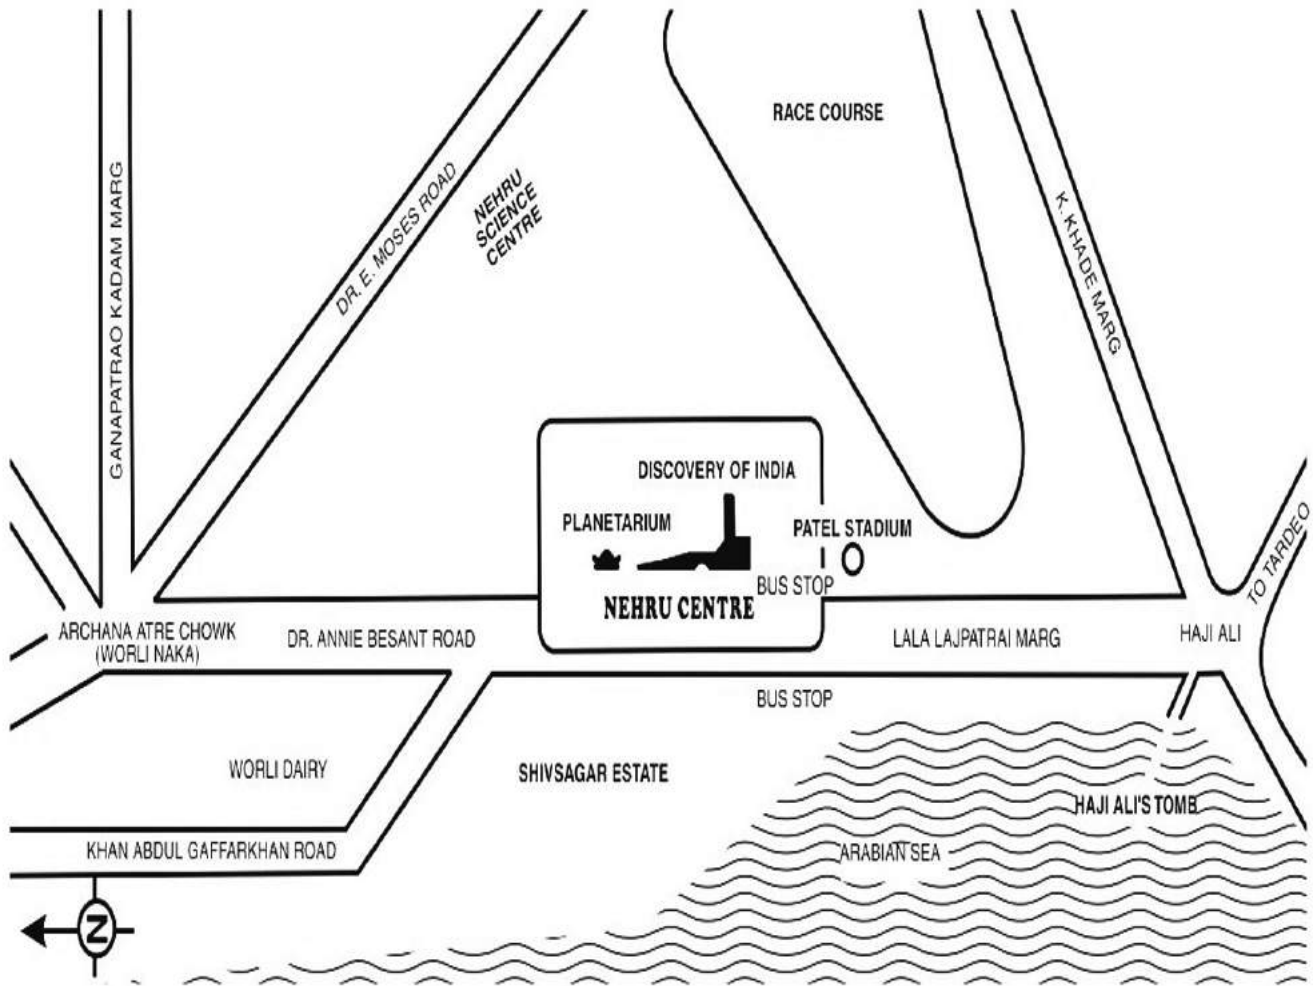 RACE COURSE
GANAPATRAO KADAM MARG
DR. E. MOSES ROAD
NEHRU
SCIENCE
CENTRE
K. KHADE MARG
DISCOVERY OF INDIA
PLANETARIUM
PATEL STADIUM
TO TARDEO
BUS STOP
NEHRU CENTRE
ARCHANA ATRE CHOWK
(WORLI NAKA)
DR. ANNIE BESANT ROAD
LALA LAJPATRAI MARG
HAJI ALI
BUS STOP
WORLI DAIRY
SHIVSAGAR ESTATE
HAJI ALI'S TOMB
KHAN ABDUL GAFFARKHAN ROAD
ARABIAN SEA
N